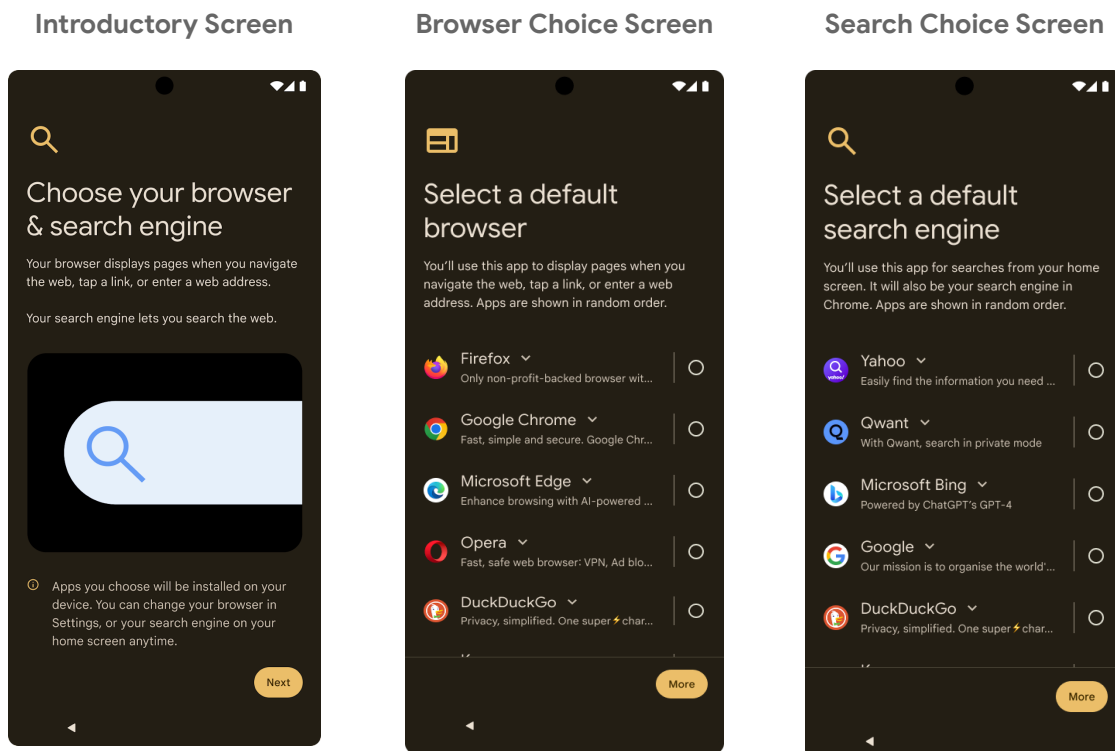 Introductory Screen
Choose your browser
& search engine
Your browser displays pages when you navigate
the web, tap a link, or enter a web address.
Your search engine lets you search the web.
Apps you choose will be installed on your
device. You can change your browser in
Settings, or your search engine on your
home screen anytime.
Next
Browser Choice Screen
Select a default
browser
You'll use this app to display pages when you
navigate the web, tap a link, or enter a web
address. Apps are shown in random order.
Firefox
Only non-profit-backed browser wit...
Google Chrome
Fast, simple and secure. Google Chr...
Microsoft Edge
Enhance browsing with AI-powered ...
Opera
Fast, safe web browser: VPN, Ad blo...
DuckDuckGo
Privacy, simplified. One super⚡char...
More
Search Choice Screen
Select a default
search engine
You'll use this app for searches from your home
screen. It will also be your search engine in
Chrome. Apps are shown in random order.
yahoo!
Yahoo
Easily find the information you need ...
Qwant
With Qwant, search in private mode
Microsoft Bing
Powered by ChatGPT's GPT-4
Google
Our mission is to organise the world'...
DuckDuckGo
Privacy, simplified. One super⚡char...
More